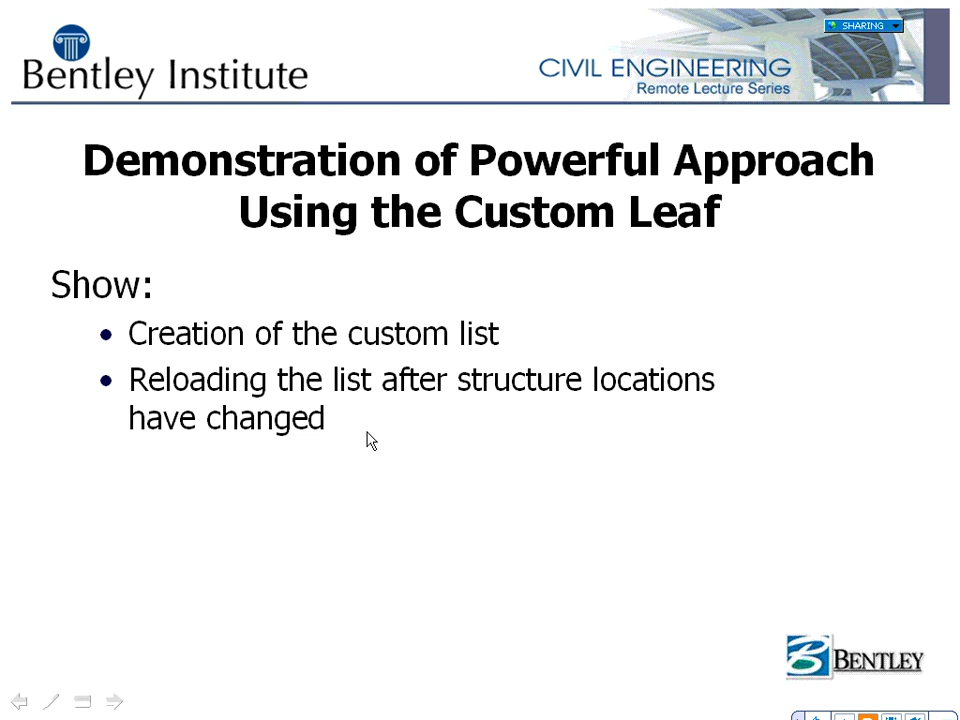 SHARING
Bentley Institute
CIVIL ENGINEERING
Remote Lecture Series
Demonstration of Powerful Approach
Using the Custom Leaf
Show:
• Creation of the custom list
• Reloading the list after structure locations
have changed
BENTLEY